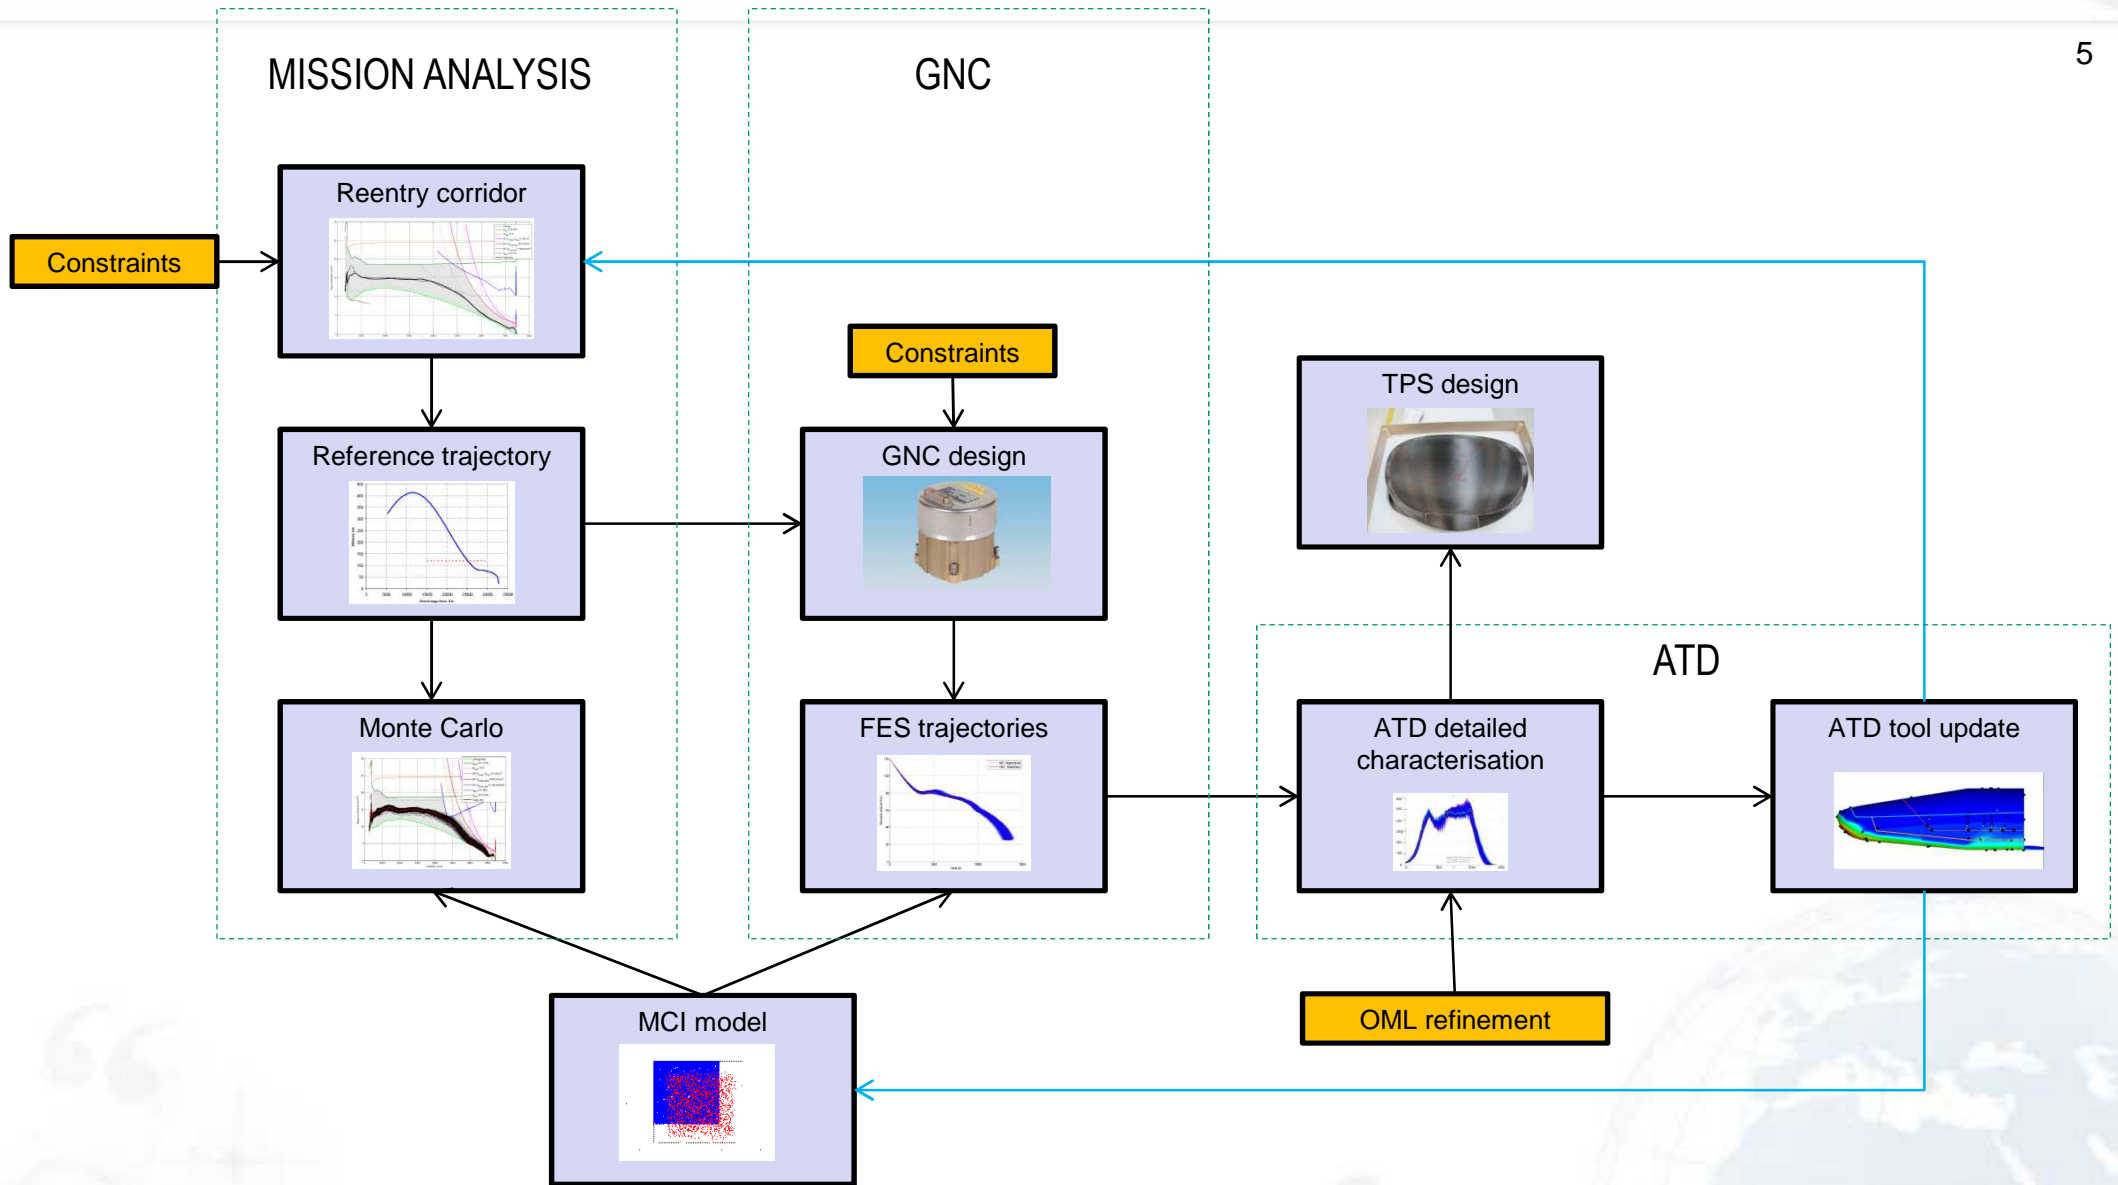 5
MISSION ANALYSIS
GNC
Reentry corridor
Constraints
Constraints
TPS design
Reference trajectory
GNC design
ATD
Monte Carlo
FES trajectories
ATD detailed
characterisation
ATD tool update
MCI model
OML refinement